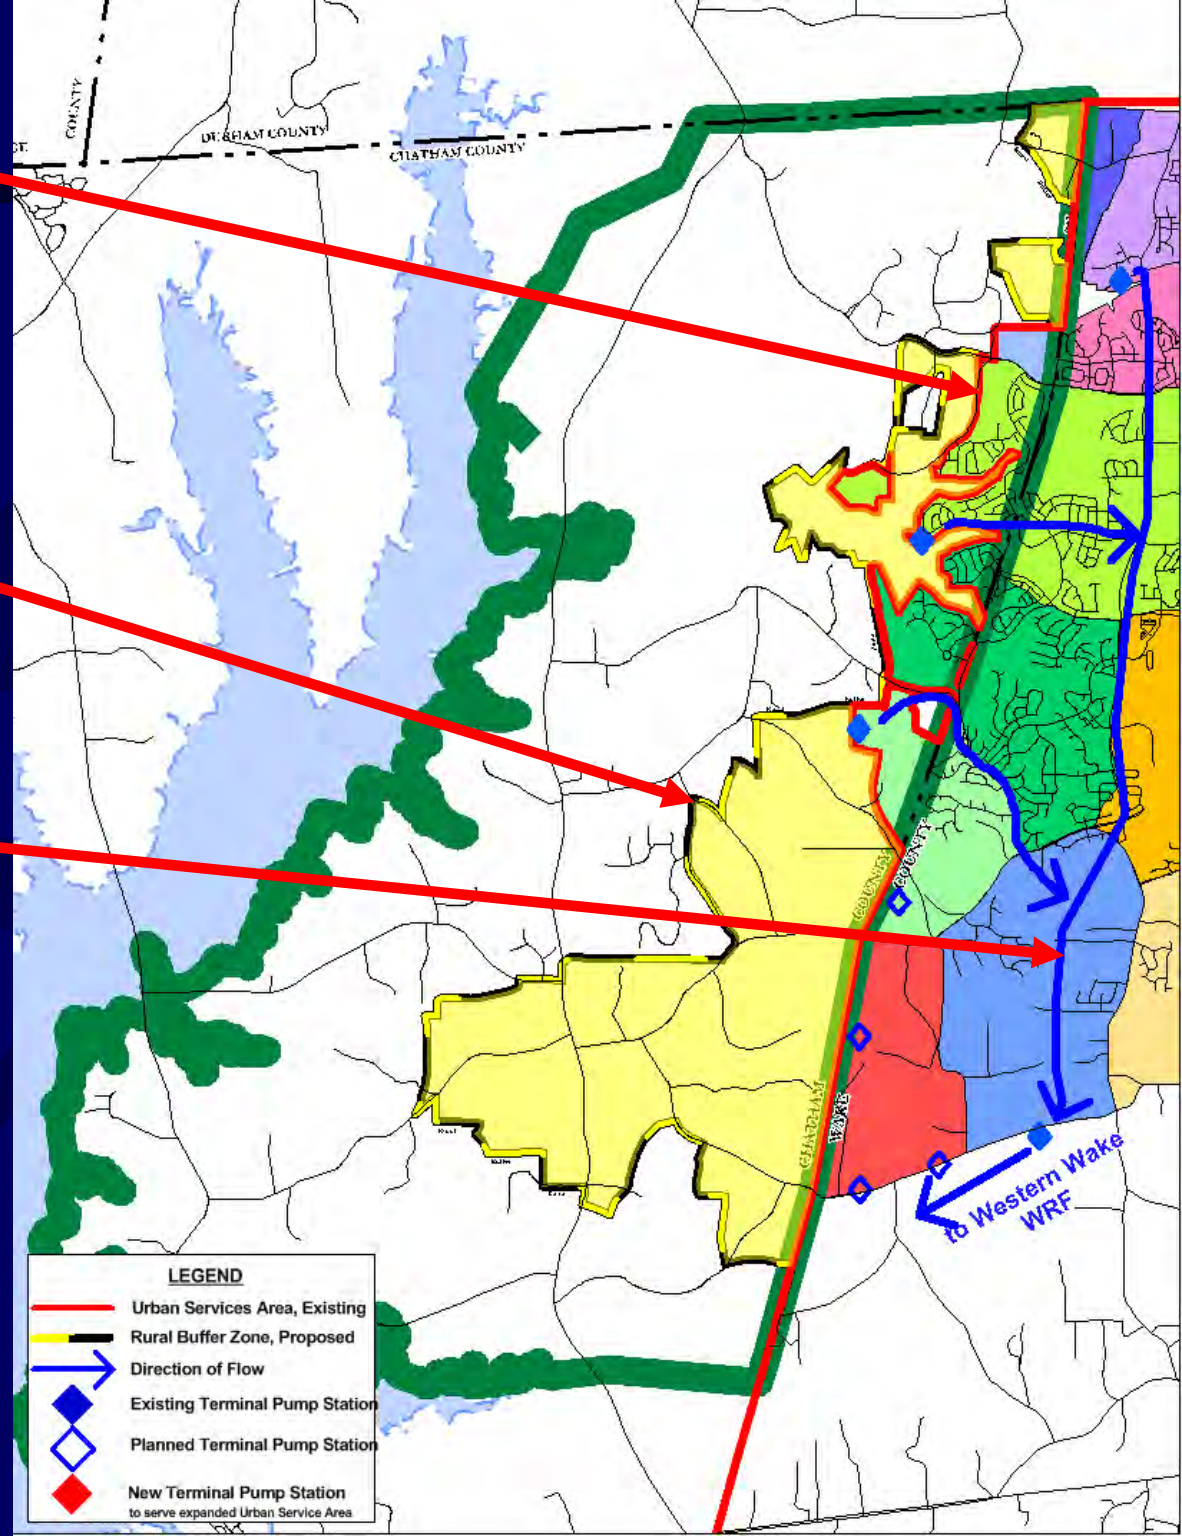 COUNTY
GE
DURHAM COUNTY
CHATHAM COUNTY
COUNTY
COUNTY
CHATHAM
WAKE
to Western Wake
WRF
LEGEND
Urban Services Area, Existing
Rural Buffer Zone, Proposed
Direction of Flow
Existing Terminal Pump Station
Planned Terminal Pump Station
New Terminal Pump Station
to serve expanded Urban Service Area